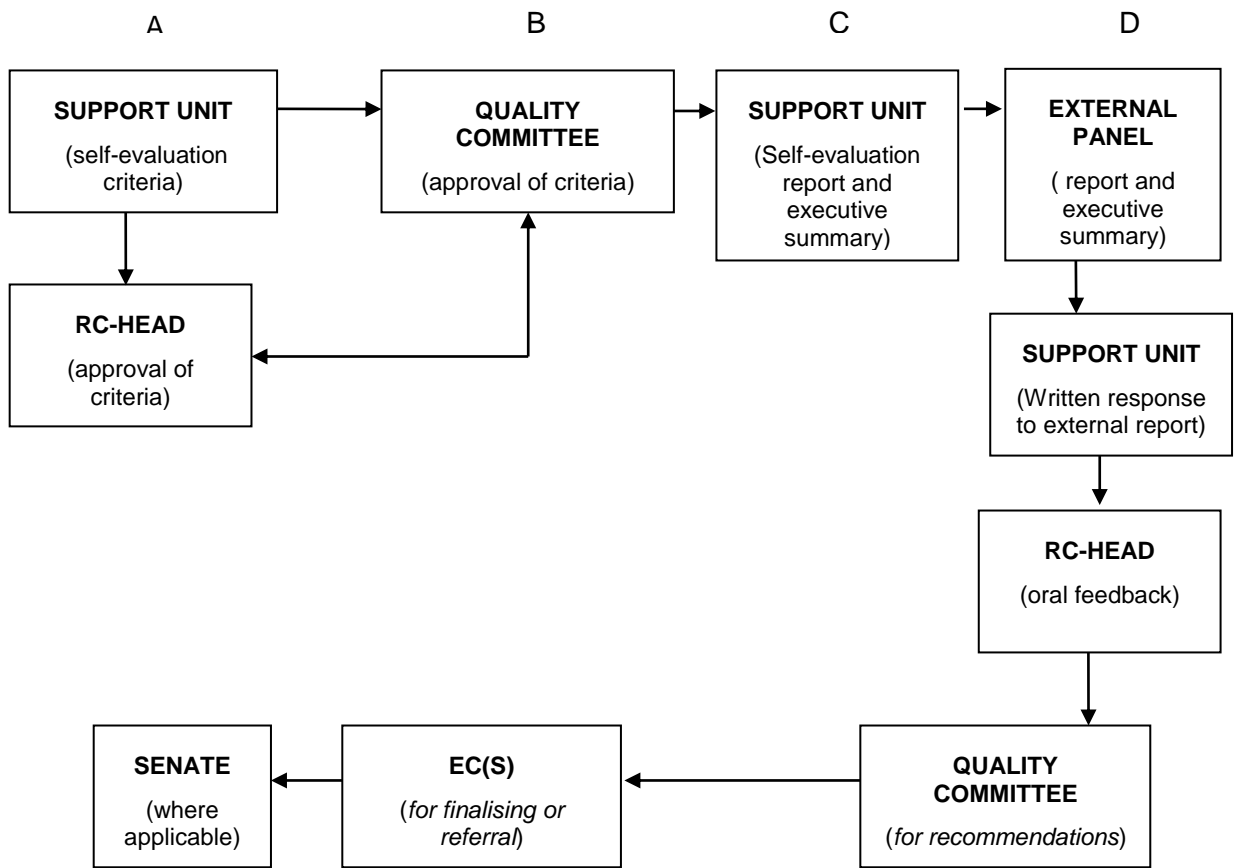 A
B
C
D
SUPPORT UNIT
(self-evaluation
criteria)
QUALITY
COMMITTEE
(approval of criteria)
SUPPORT UNIT
(Self-evaluation
report and
executive
summary)
EXTERNAL
PANEL
( report and
executive
summary)
RC-HEAD
(approval of
criteria)
SUPPORT UNIT
(Written response
to external report)
RC-HEAD
(oral feedback)
SENATE
(where
applicable)
EC(S)
(for finalising or
referral)
QUALITY
COMMITTEE
(for recommendations)